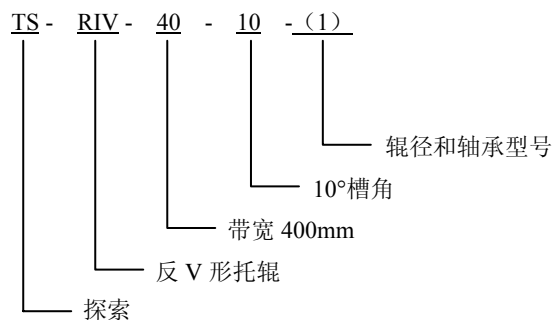 TS - RIV - 40 - 10 -（1）
辊径和轴承型号
10°槽角
带宽 400mm
反 V 形托辊
探索